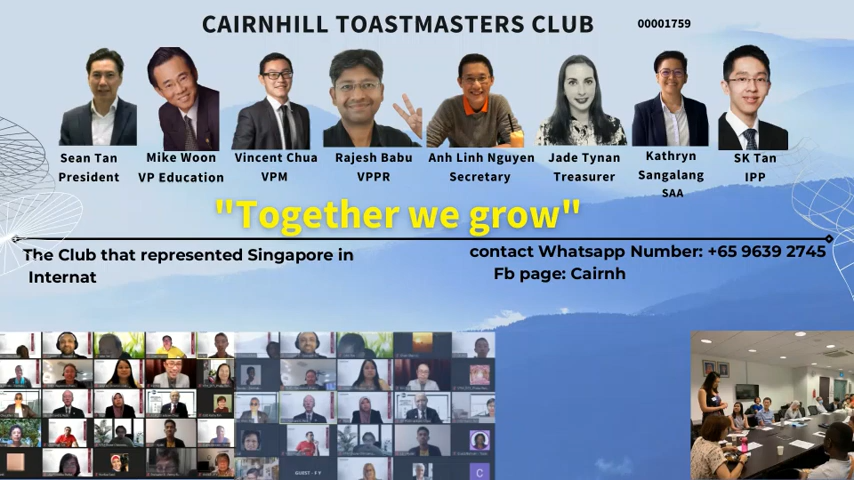 CAIRNHILL TOASTMASTERS CLUB
00001759
Sean Tan
President
Mike Woon
VP Education
Vincent Chua
VPM
Rajesh Babu
VPPR
Anh Linh Nguyen
Secretary
Jade Tynan
Treasurer
Kathryn
Sangalang
SAA
SK Tan
IPP
"Together we grow"
The Club that represented Singapore in
Internat
contact Whatsapp Number: +65 9639 2745
Fb page: Cairnh
GUEST - F F
C